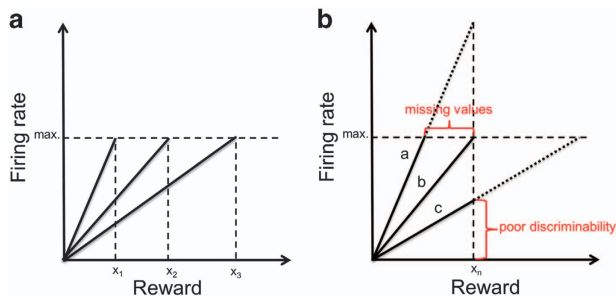 a
Firing rate
max.
x₁
x₂
x₃
Reward
b
Firing rate
max.
missing values
a
b
c
poor discriminability
xₙ
Reward